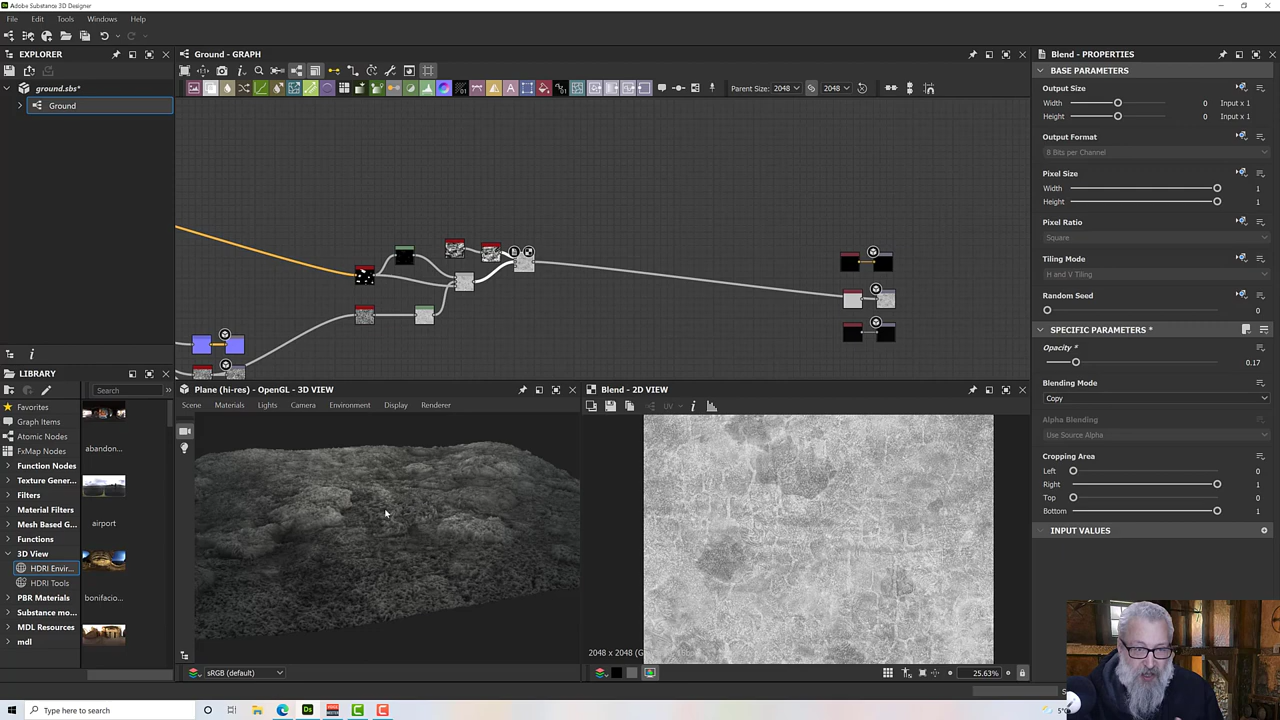 Adobe Substance 3D Designer
File Edit Tools Windows Help
EXPLORER
ground.sbs*
Ground
LIBRARY
Search
Favorites
Graph Items
Atomic Nodes
FxMap Nodes
Function Nodes
Texture Gener...
Filters
Material Filters
Mesh Based G...
Functions
3D View
HDRI Envir...
HDRI Tools
PBR Materials
Substance mo...
MDL Resources
mdl
abandon...
airport
bonifacio...
Ground - GRAPH
Parent Size: 2048 2048
Plane (hi-res) - OpenGL - 3D VIEW
Scene Materials Lights Camera Environment Display Renderer
sRGB (default)
Blend - 2D VIEW
UV
2048 x 2048
25.63%
Blend - PROPERTIES
BASE PARAMETERS
Output Size
Width 0 Input x 1
Height 0 Input x 1
Output Format
8 Bits per Channel
Pixel Size
Width 1
Height 1
Pixel Ratio
Square
Tiling Mode
H and V Tiling
Random Seed
0
SPECIFIC PARAMETERS *
Opacity *
0.17
Blending Mode
Copy
Alpha Blending
Use Source Alpha
Cropping Area
Left 0
Right 1
Top 0
Bottom 1
INPUT VALUES
Type here to search